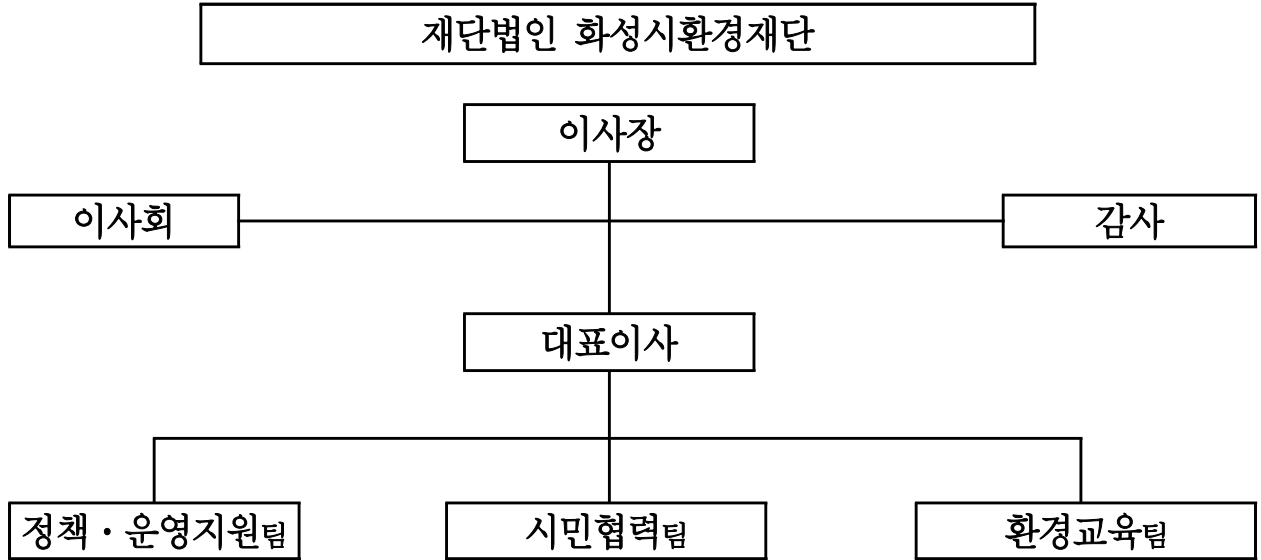 재단법인 화성시환경재단
이사장
이사회
감사
대표이사
정책·운영지원팀
시민협력팀
환경교육팀